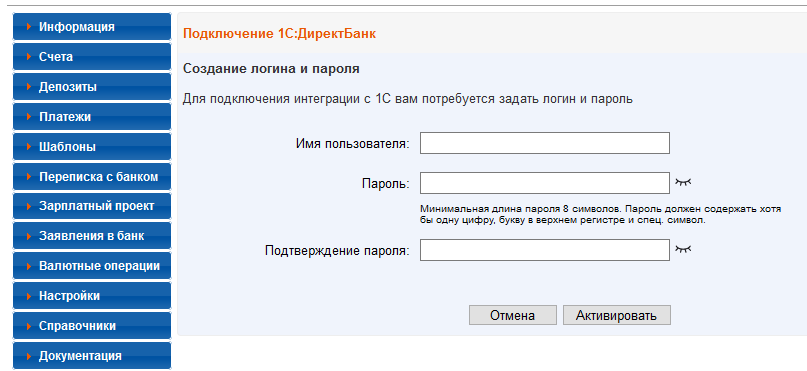 Информация
Счета
Депозиты
Платежи
Шаблоны
Переписка с банком
Зарплатный проект
Заявления в банк
Валютные операции
Настройки
Справочники
Документация
Подключение 1С:ДиректБанк
Создание логина и пароля
Для подключения интеграции с 1С вам потребуется задать логин и пароль
Имя пользователя:
Пароль:
Минимальная длина пароля 8 символов. Пароль должен содержать хотя
бы одну цифру, букву в верхнем регистре и спец. символ.
Подтверждение пароля:
Отмена
Активировать